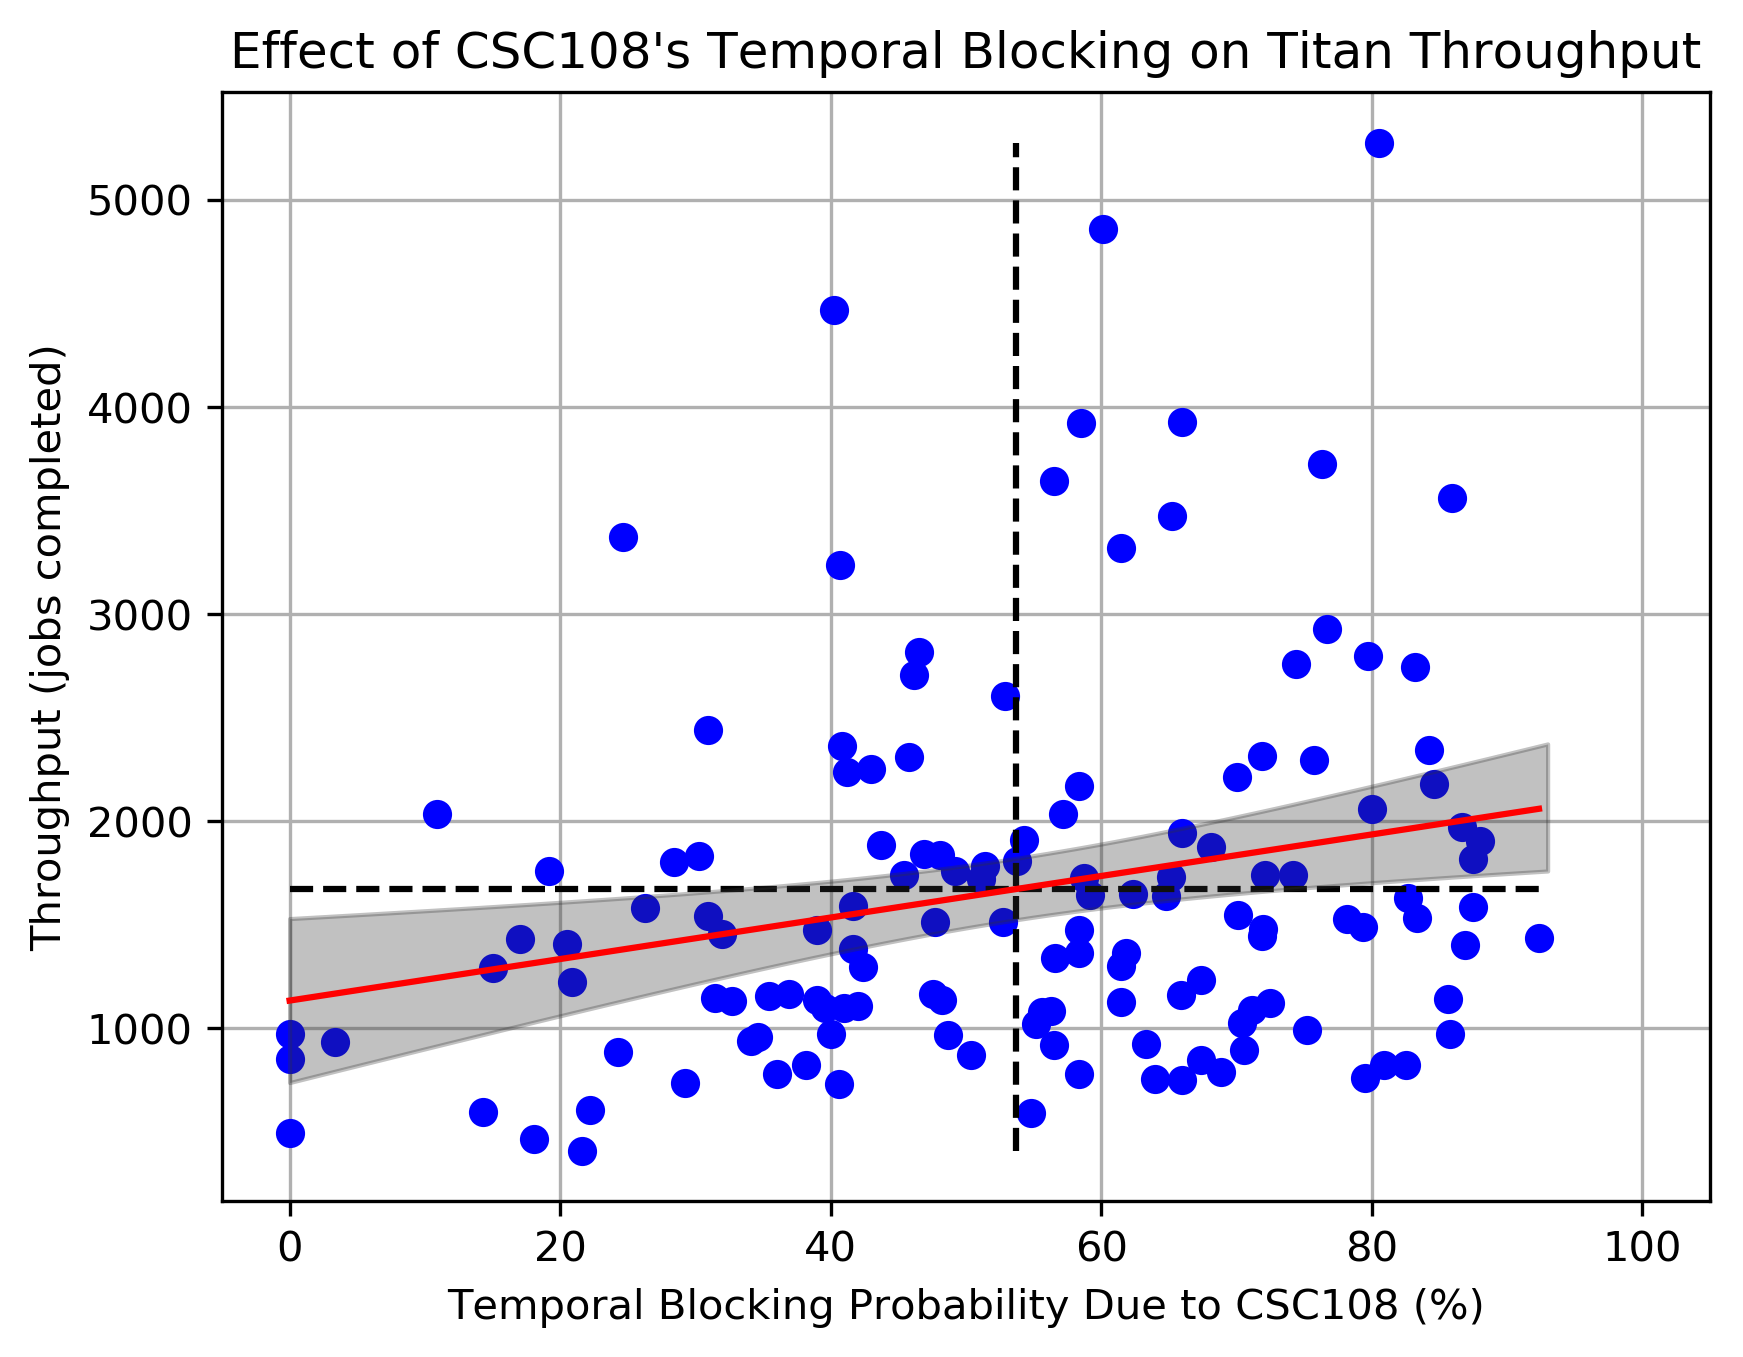 Effect of CSC108's Temporal Blocking on Titan Throughput
Throughput (jobs completed)
5000
4000
3000
2000
1000
0 20 40 60 80 100
Temporal Blocking Probability Due to CSC108 (%)